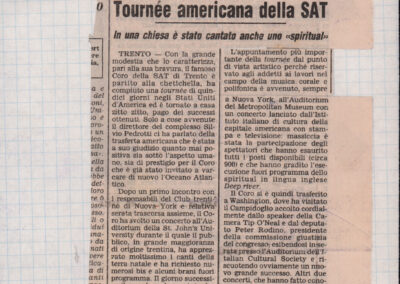 Tournée americana della SAT
In una chiesa è stato cantato anche uno «spiritual»
TRENTO — Con la grande
modestia che lo caratterizza,
pari alla sua bravura, il famoso
Coro della SAT di Trento è
partito alla chetichella, ha
compiuto una tournée di quin-
dici giorni negli Stati Uniti
d'America ed è tornato a casa
zitto zitto, pago dei successi
ottenuti. Solo a cose avvenute
il direttore del complesso Sil-
vio Pedrotti ci ha parlato della
trasferta americana che è stata
a suo giudizio quanto mai po-
sitiva sia sotto l'aspetto uma-
no, sia di prestigio per il Coro
che è già stato invitato a var-
care di nuovo l'Oceano Atlan-
tico.
Dopo un primo incontro con
i responsabili del Club trenti-
no di Nuova York e relativa
serata trascorsa assieme, il Co-
ro ha svolto un concerto all'Au-
ditorium della St. John's Uni-
versity durante il quale il pub-
blico, in grande maggioranza
di origine trentina, ha apprez-
zato moltissimo i canti della
terra natale e ha richiesto nu-
merosi bis e alcuni brani fuori
programma. Il giorno successi-
L'appuntamento più impor-
tante della tournée dal punto
di vista artistico perché riser-
vato agli addetti ai lavori nel
campo della musica corale e
polifonica è avvenuto, sempre
a Nuova York, all'Auditorium
del Metropolitan Museum con
un concerto lanciato dall'Isti-
tuto italiano di cultura della
capitale americana con stam-
pa e televisione: massiccia è
stata la partecipazione degli
spettatori che hanno esaurito
tutti i posti disponibili (circa
900) e hanno gradito l'ese-
cuzione fuori programma dello
spiritual in lingua inglese
Deep river.
Il Coro si è quindi trasferito
a Washington, dove ha visitato
il Campidoglio accolto cordial-
mente dallo speaker della Ca-
mera Tip O'Neal e dal deputa-
to Peter Rodino, presidente
della commissione giustizia
del congresso; esibendosi in se-
rata presso l'Auditorium dell'I-
talian Cultural Society e ri-
scuotendo ovviamente un nuo-
vo grande successo. Altri due
concerti, che hanno fatto cono-